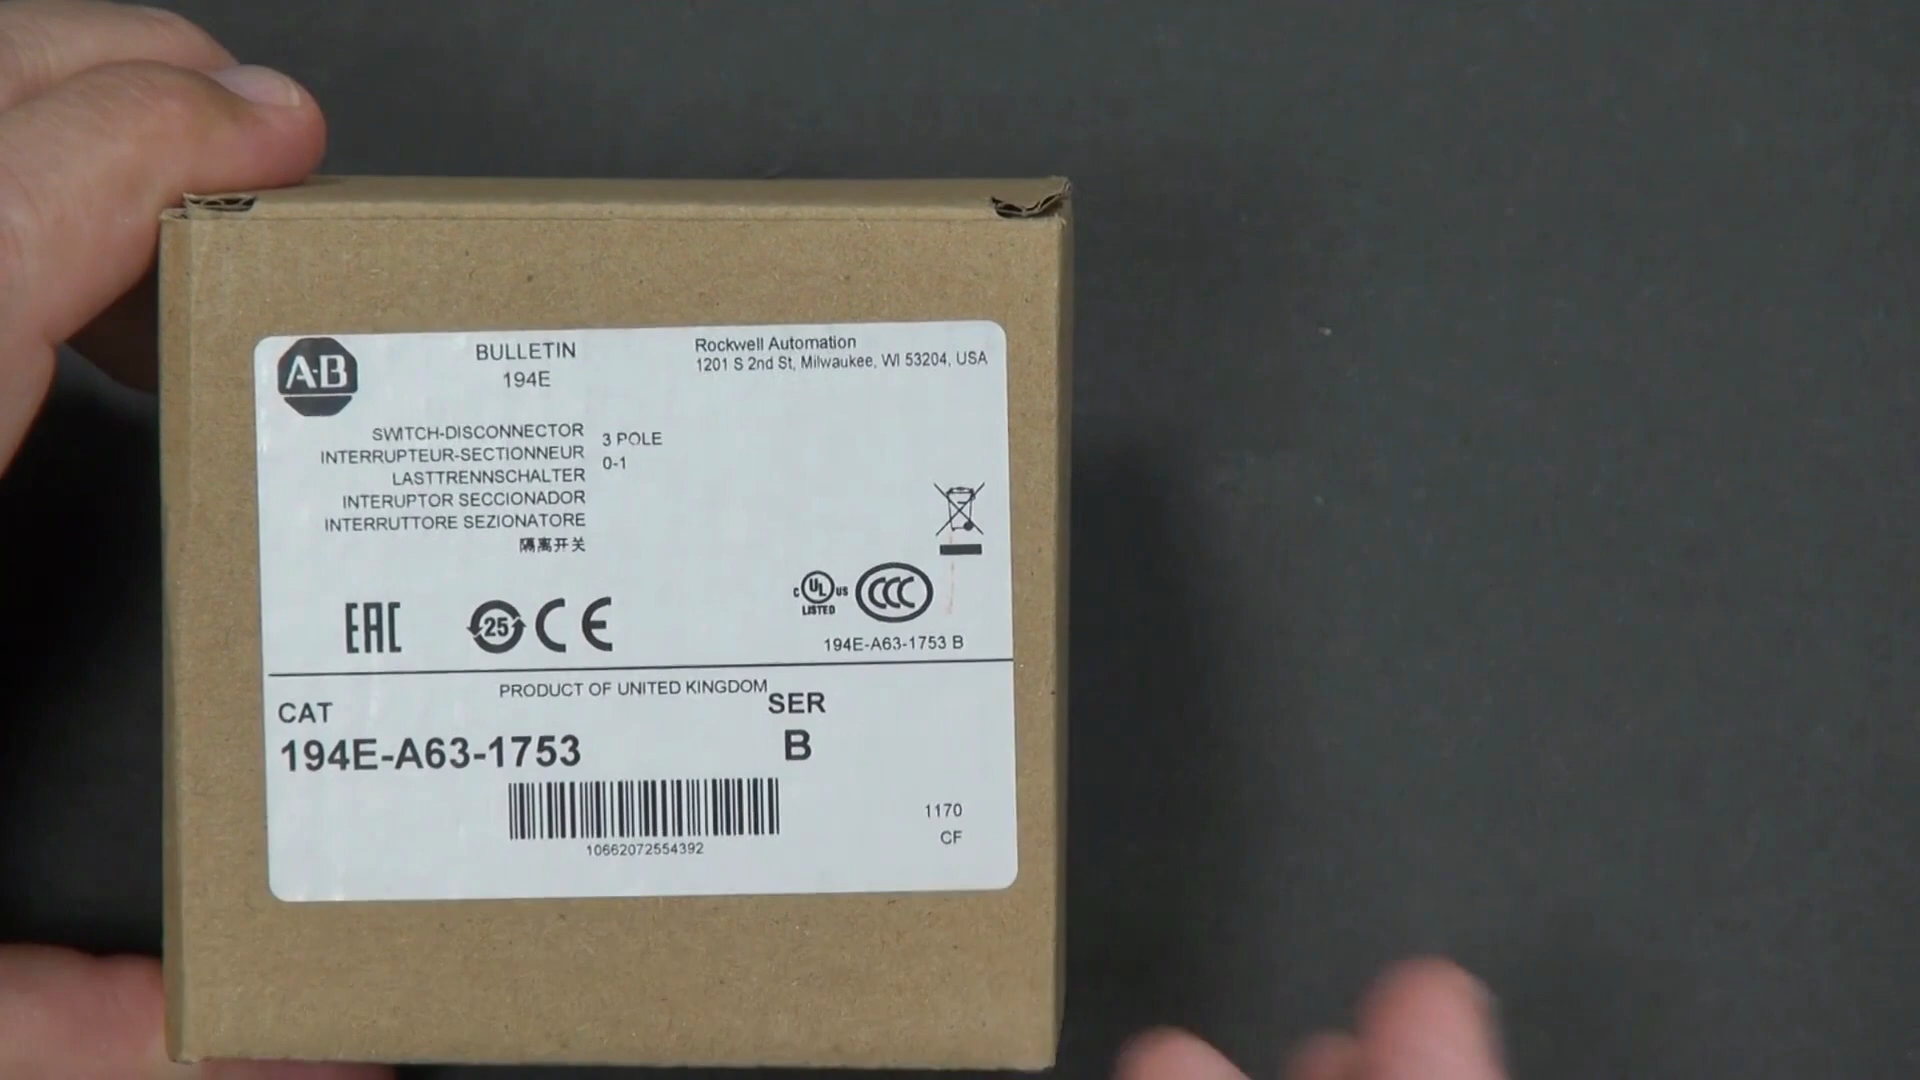 A-B
BULLETIN
194E
Rockwell Automation
1201 S 2nd St, Milwaukee, WI 53204, USA
SWITCH-DISCONNECTOR
INTERRUPTEUR-SECTIONNEUR
LASTTRENNSCHALTER
INTERUPTOR SECCIONADOR
INTERRUTTORE SEZIONATORE
隔离开关
3 POLE
0-1
EAC
25
CE
C UL US
LISTED
CCC
194E-A63-1753 B
PRODUCT OF UNITED KINGDOM
CAT
194E-A63-1753
SER
B
10662072554392
1170
CF